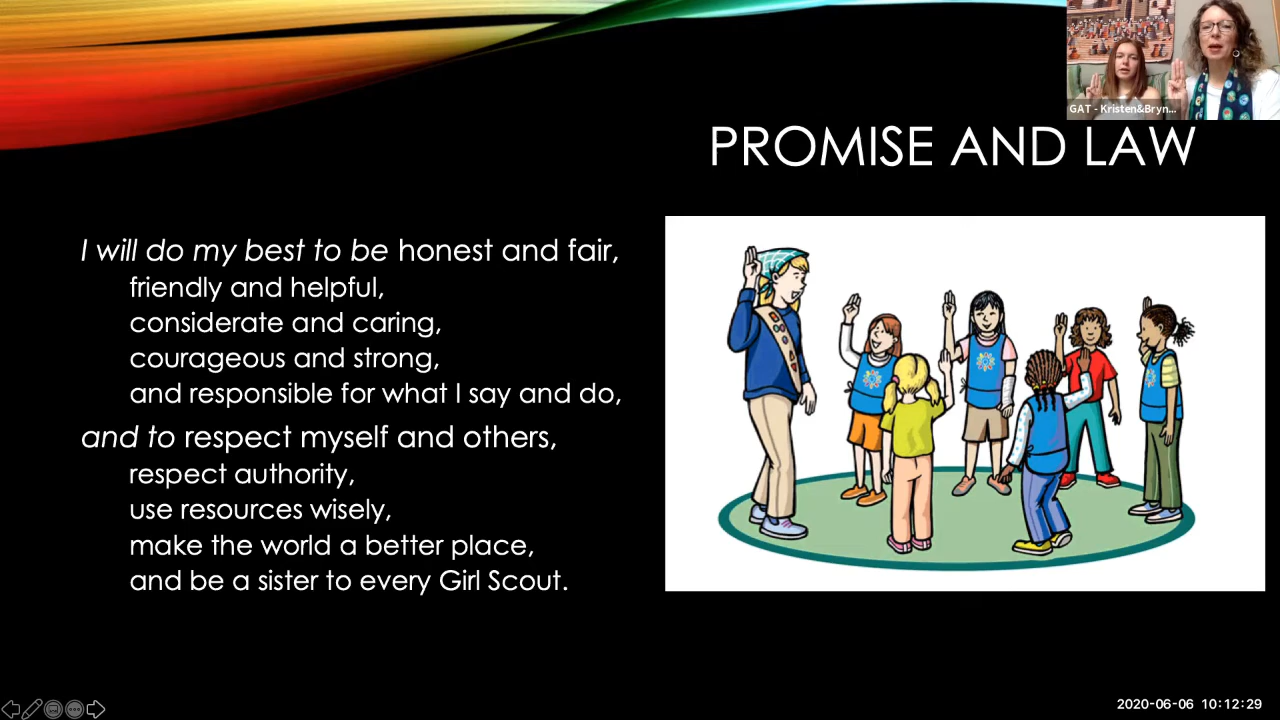 GAT - Kristen&Bryn...
PROMISE AND LAW
I will do my best to be honest and fair,
friendly and helpful,
considerate and caring,
courageous and strong,
and responsible for what I say and do,
and to respect myself and others,
respect authority,
use resources wisely,
make the world a better place,
and be a sister to every Girl Scout.
2020-06-06 10:12:29